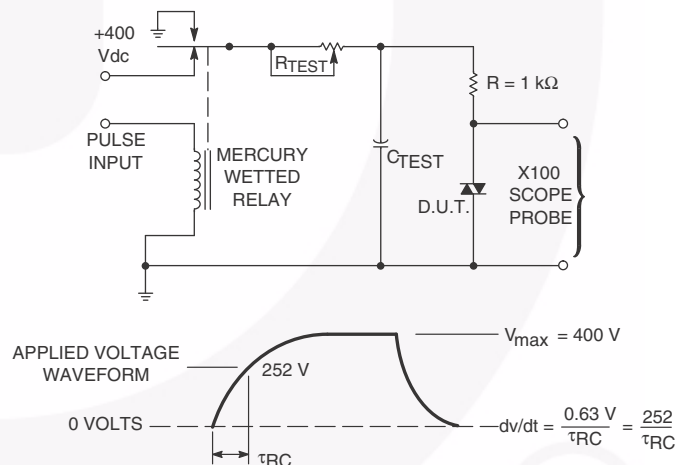 +400
Vdc
RTEST
R = 1 kΩ
PULSE
INPUT
MERCURY
WETTED
RELAY
CTEST
D.U.T.
X100
SCOPE
PROBE
Vmax = 400 V
APPLIED VOLTAGE
WAVEFORM
252 V
0 VOLTS
dv/dt = 0.63 V / τRC = 252 / τRC
τRC